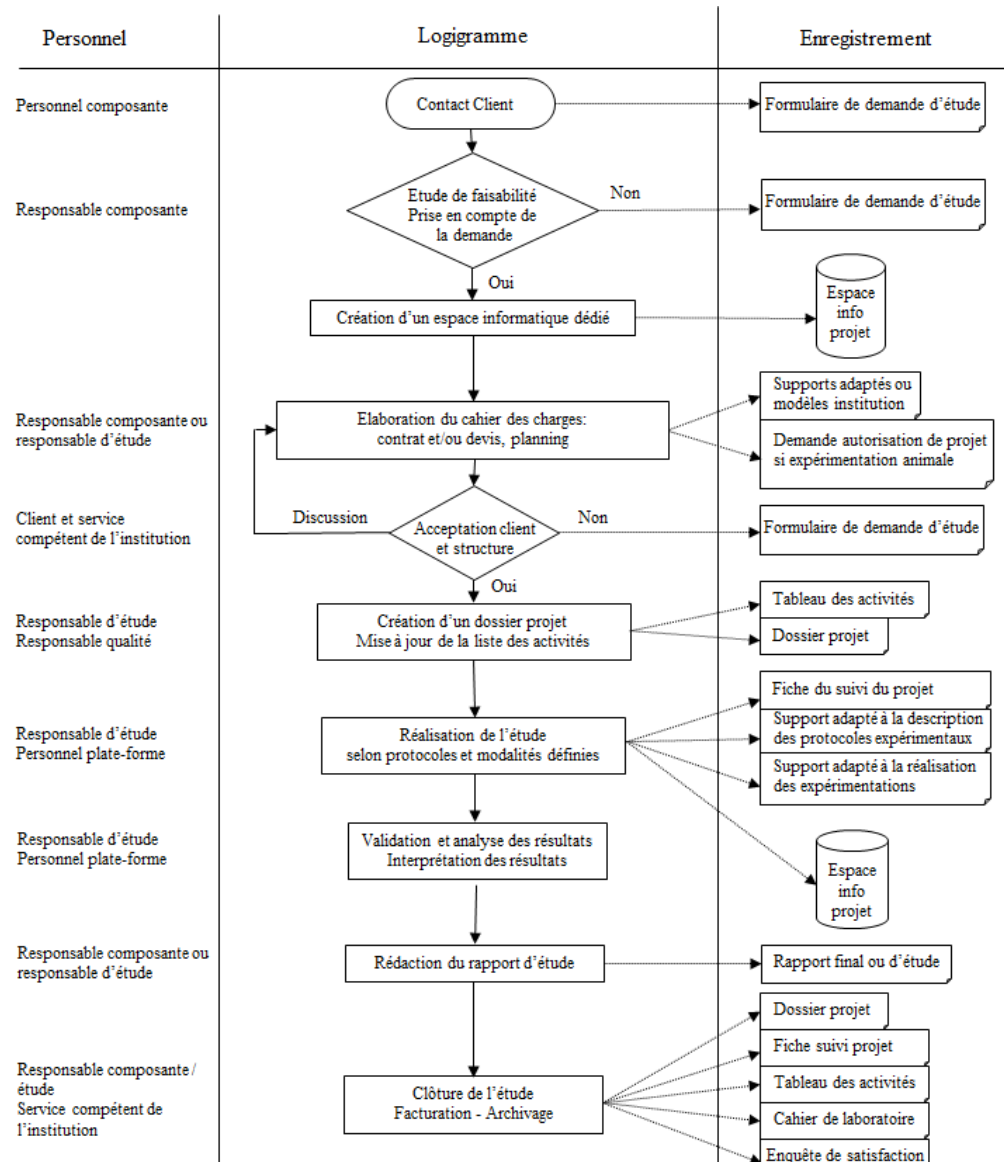 Personnel
Logigramme
Enregistrement
Personnel composante
Contact Client
Formulaire de demande d'étude
Responsable composante
Etude de faisabilité
Prise en compte de
la demande
Non
Formulaire de demande d'étude
Oui
Création d'un espace informatique dédié
Espace
info
projet
Responsable composante ou
responsable d'étude
Elaboration du cahier des charges:
contrat et/ou devis, planning
Supports adaptés ou
modèles institution
Demande autorisation de projet
si expérimentation animale
Client et service
compétent de l'institution
Discussion
Acceptation client
et structure
Non
Formulaire de demande d'étude
Oui
Responsable d'étude
Responsable qualité
Création d'un dossier projet
Mise à jour de la liste des activités
Tableau des activités
Dossier projet
Responsable d'étude
Personnel plate-forme
Réalisation de l'étude
selon protocoles et modalités définies
Fiche du suivi du projet
Support adapté à la description
des protocoles expérimentaux
Support adapté à la réalisation
des expérimentations
Responsable d'étude
Personnel plate-forme
Validation et analyse des résultats
Interprétation des résultats
Espace
info
projet
Responsable composante ou
responsable d'étude
Rédaction du rapport d'étude
Rapport final ou d'étude
Responsable composante /
étude
Service compétent de
l'institution
Clôture de l'étude
Facturation - Archivage
Dossier projet
Fiche suivi projet
Tableau des activités
Cahier de laboratoire
Enquête de satisfaction